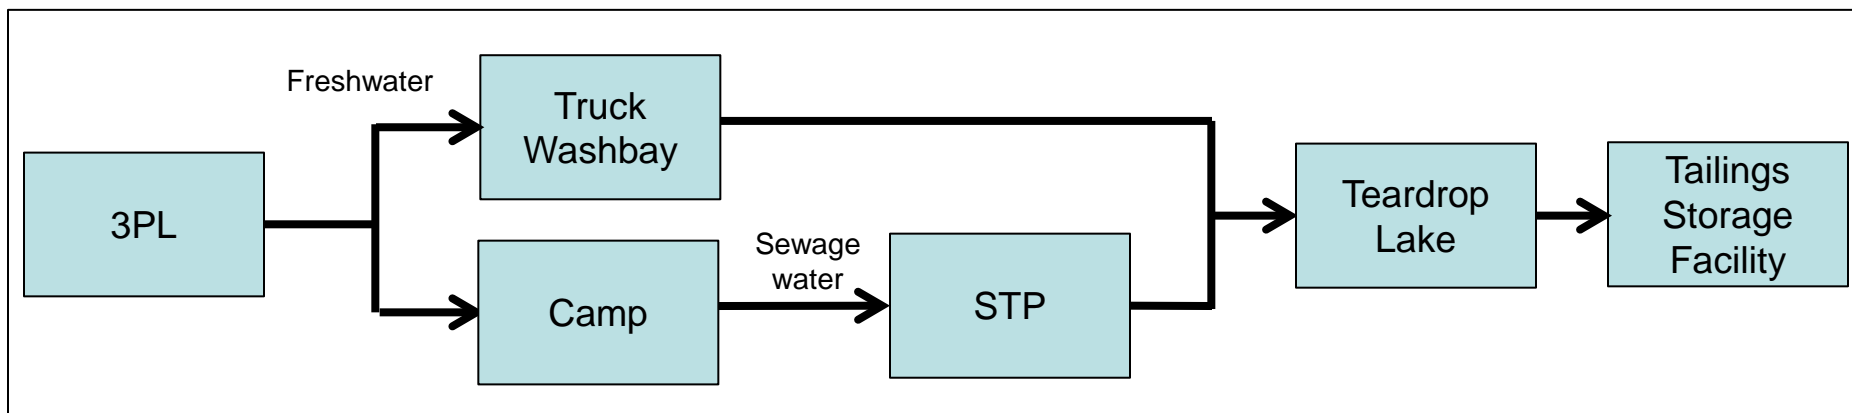 3PL
Freshwater
Truck
Washbay
Camp
Sewage
water
STP
Teardrop
Lake
Tailings
Storage
Facility